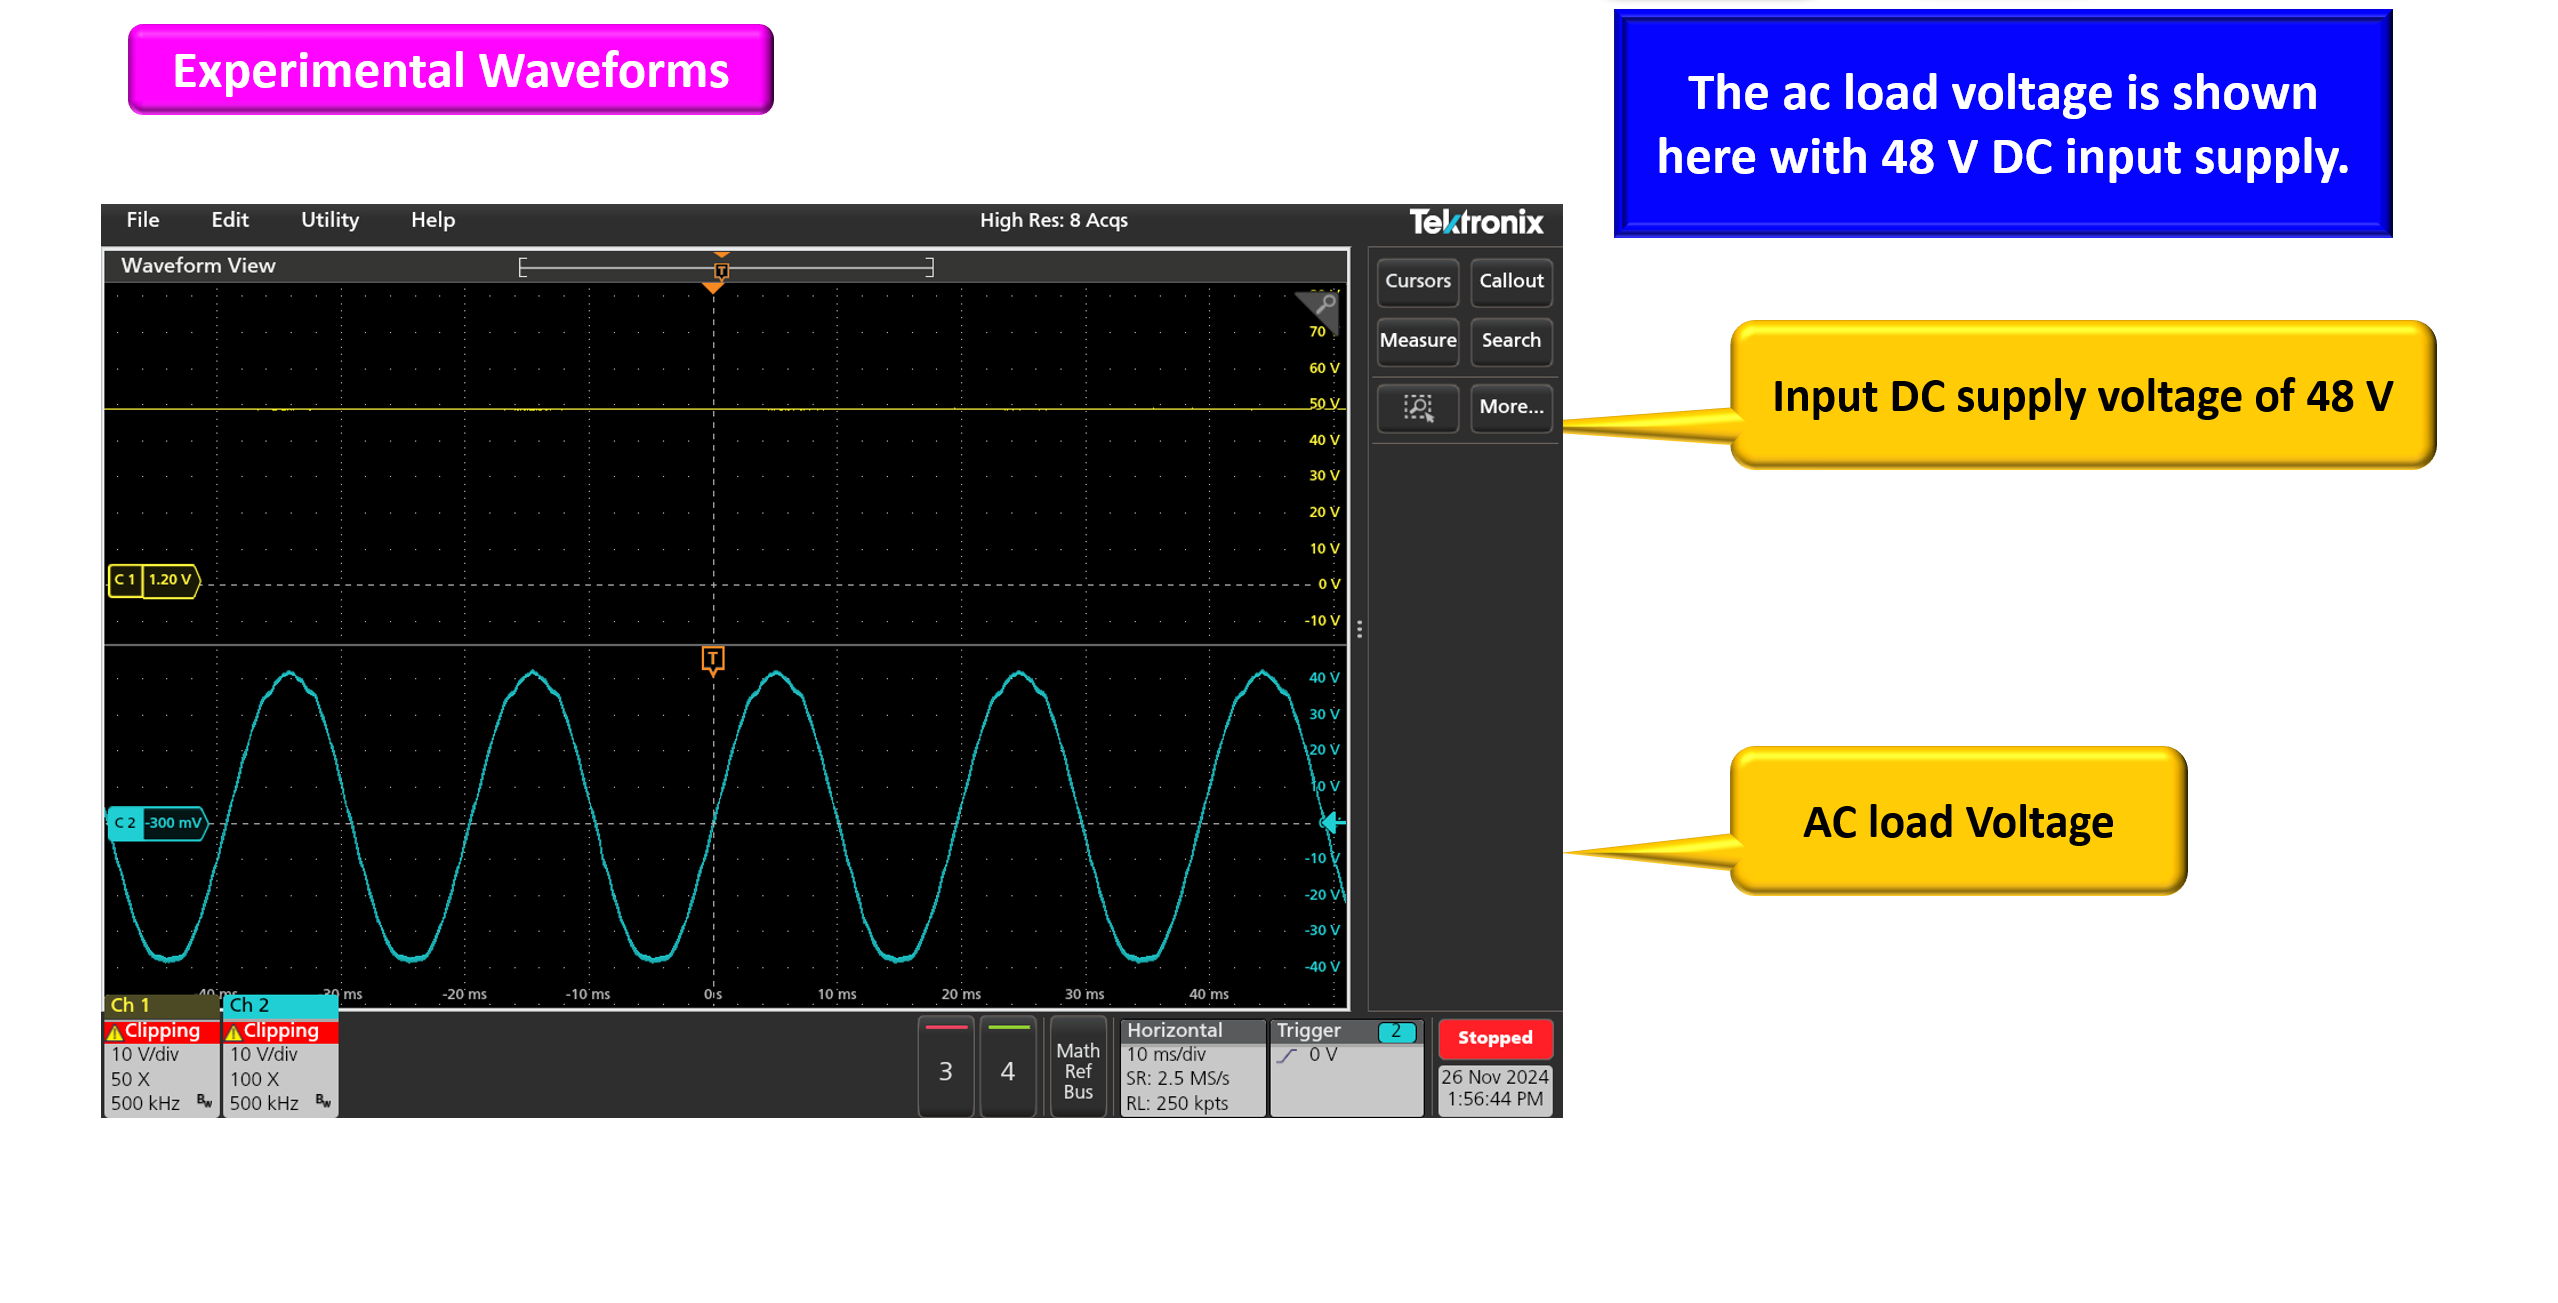 Experimental Waveforms
The ac load voltage is shown
here with 48 V DC input supply.
File Edit Utility Help High Res: 8 Acqs Tektronix
Waveform View
T
Cursors Callout
Measure Search
More...
70
60 V
50 V
40 V
30 V
20 V
10 V
0 V
-10 V
C 1 1.20 V
T
40 V
30 V
20 V
10 V
C 2 -300 mV
-10 V
-20 V
-30 V
-40 V
-20 ms -10 ms 0 s 10 ms 20 ms 30 ms 40 ms
Input DC supply voltage of 48 V
AC load Voltage
Ch 1
Clipping
10 V/div
50 X
500 kHz Bw
Ch 2
Clipping
10 V/div
100 X
500 kHz Bw
3
4
Math
Ref
Bus
Horizontal
10 ms/div
SR: 2.5 MS/s
RL: 250 kpts
Trigger 2
0 V
Stopped
26 Nov 2024
1:56:44 PM